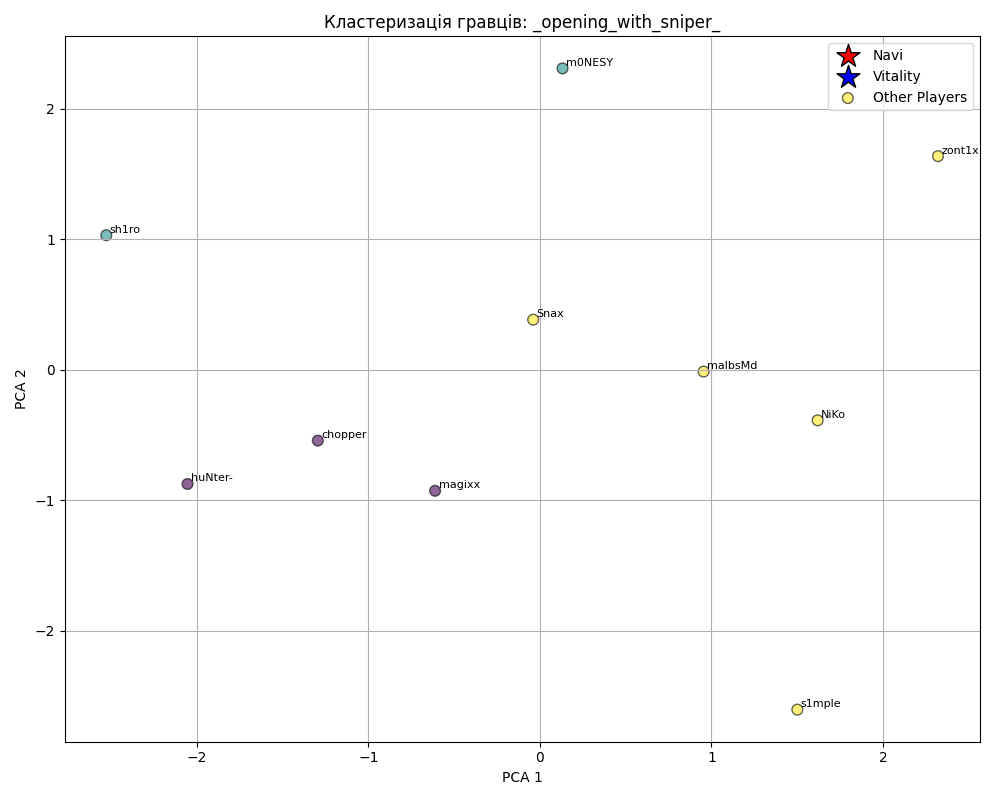 Кластеризація гравців: _opening_with_sniper_
Navi
Vitality
Other Players
m0NESY
zont1x
sh1ro
Snax
malbsMd
NiKo
chopper
huNter-
magixx
s1mple
2
1
0
−1
−2
PCA 2
−2
−1
0
1
2
PCA 1